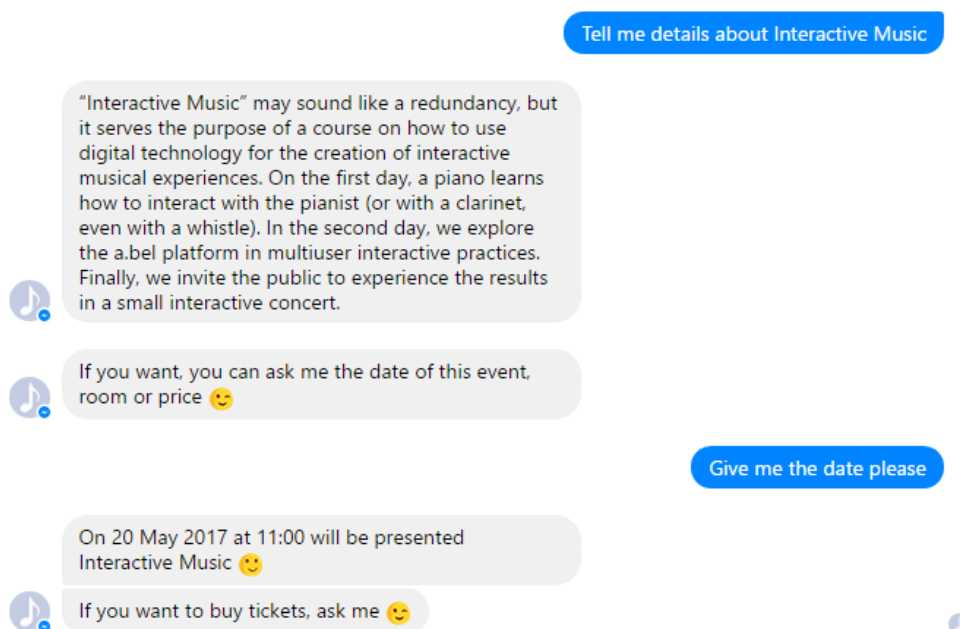 Tell me details about Interactive Music
“Interactive Music” may sound like a redundancy, but
it serves the purpose of a course on how to use
digital technology for the creation of interactive
musical experiences. On the first day, a piano learns
how to interact with the pianist (or with a clarinet,
even with a whistle). In the second day, we explore
the a.bel platform in multiuser interactive practices.
Finally, we invite the public to experience the results
in a small interactive concert.
If you want, you can ask me the date of this event,
room or price 😉
Give me the date please
On 20 May 2017 at 11:00 will be presented
Interactive Music 🙂
If you want to buy tickets, ask me 😉